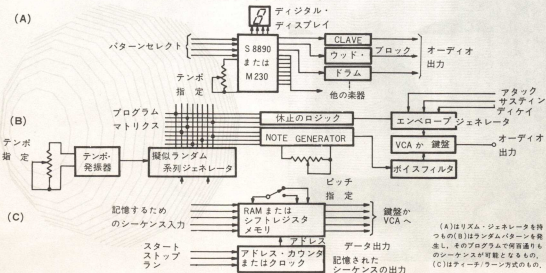 (A)
ディジタル・
ディスプレイ
8
パターンセレクト
テンポ
指定
S 8890
または
M 230
CLAVE
ウッド・ブロック
ドラム
他の楽器
オーディオ
出力
(B)
プログラム
マトリクス
テンポ
指定
テンポ・
発振器
擬似ランダム
系列ジェネレータ
休止のロジック
NOTE GENERATOR
ピッチ
指定
アタック
サスティン
ディケイ
エンベロープ ジェネレータ
VCAか 鍵盤
ボイスフィルタ
オーディオ
出力
(C)
記憶するため
のシーケンス入力
RAM または
シフトレジスタ
メモリ
鍵盤か
VCAへ
アドレス
データ出力
スタート
ストップ
ラン
アドレス・カウンタ
またはクロック
記憶された
シーケンスの出力
(A)はリズム・ジェネレータを持
つもの(B)はランダムパターンを発
生し、そのプログラムで何百通りも
のシーケンスが可能となるもの、
(C)はティーチ/ラーン方式のもの、